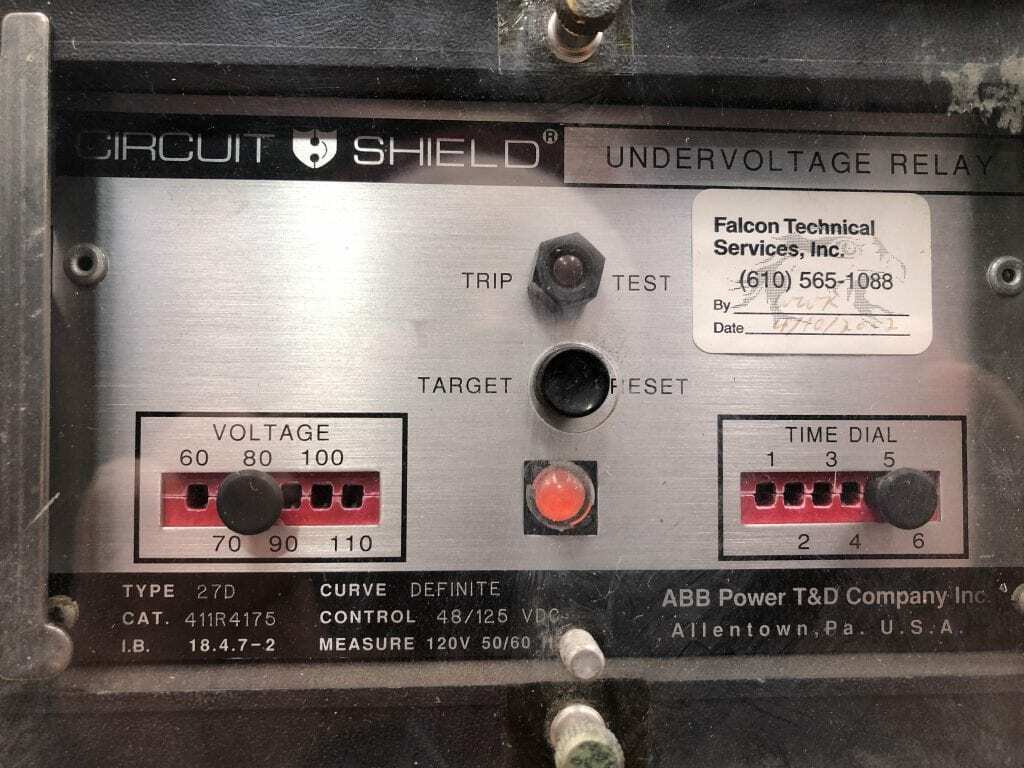 CIRCUIT SHIELD®
UNDERVOLTAGE RELAY
Falcon Technical
Services, Inc.
(610) 565-1088
By
Date
TRIP TEST
TARGET RESET
VOLTAGE
60 80 100
70 90 110
TIME DIAL
1 3 5
2 4 6
TYPE 27D CURVE DEFINITE
CAT. 411R4175 CONTROL 48/125 VDC
I.B. 18.4.7-2 MEASURE 120V 50/60
ABB Power T&D Company Inc
Allentown, Pa. U.S.A.